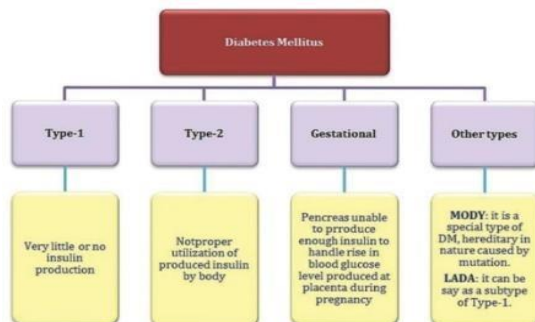 Diabetes Mellitus
Type-1
Type-2
Gestational
Other types
Very little or no
insulin
production
Notproper
utilization of
produced insulin
by body
Pencreas unable
to prroduce
enough insulin to
handle rise in
blood glucose
level produced at
placenta during
pregnancy
MODY: it is a
special type of
DM, hereditary in
nature caused by
mutation.
LADA: it can be
say as a subtype
of Type-1.